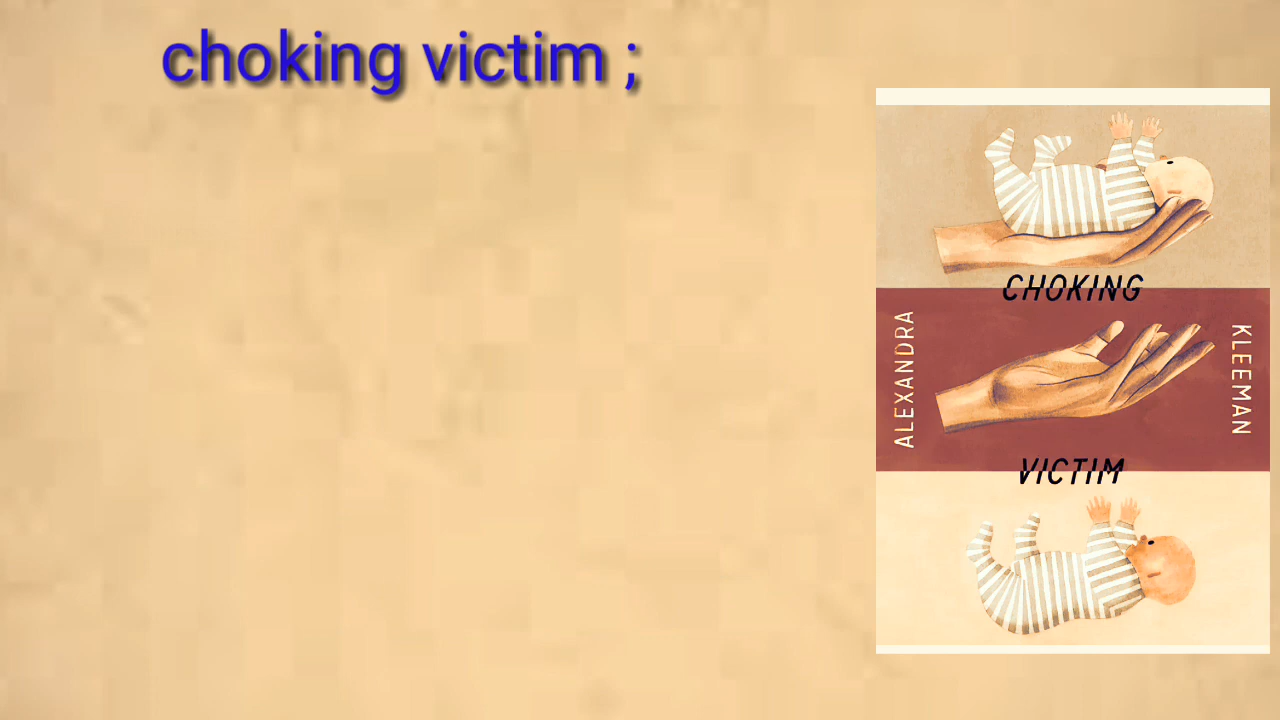 choking victim ;
CHOKING
ALEXANDRA
KLEEMAN
VICTIM